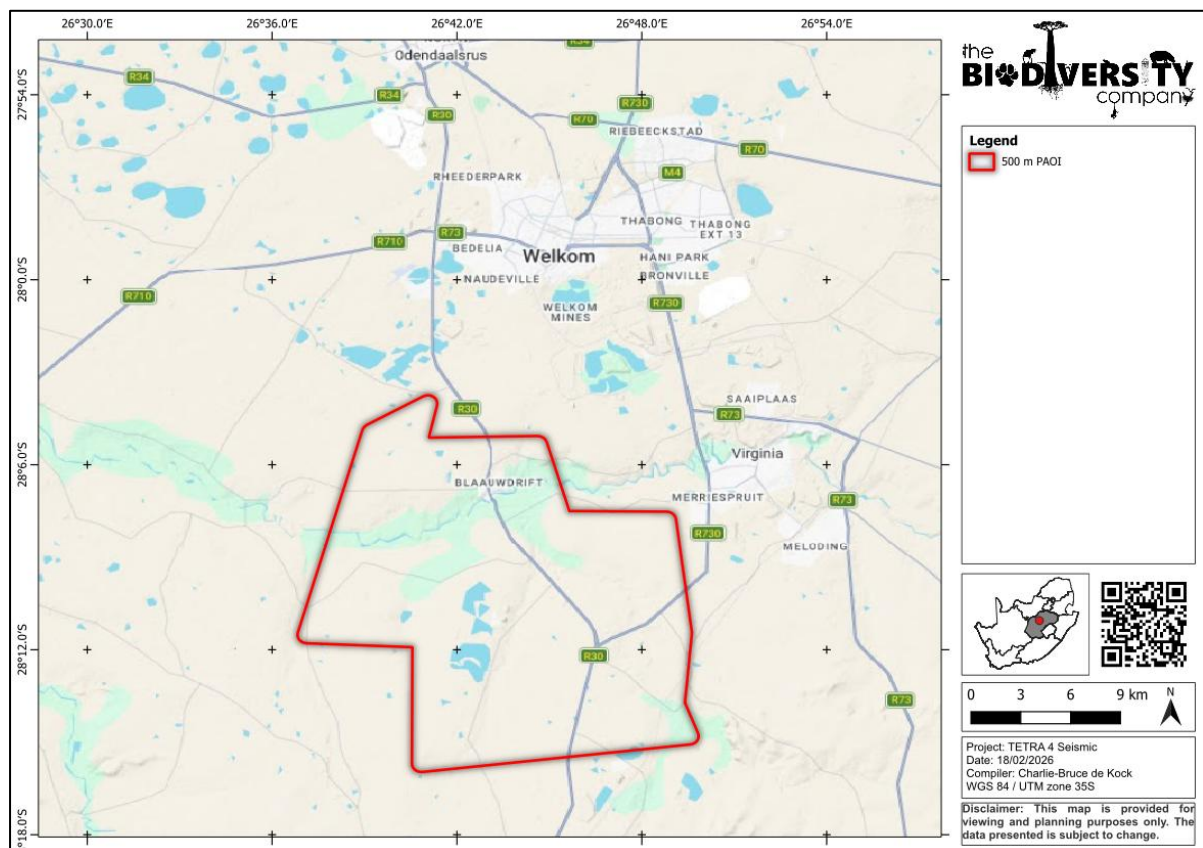 26°30.0'E
26°36.0'E
26°42.0'E
26°48.0'E
26°54.0'E
27°54.0'S
28°0.0'S
28°6.0'S
28°12.0'S
28°18.0'S
R34
Odendaalsrus
R34
R34
R730
R30
R70
RIEBEECKSTAD
R70
RHEEDERPARK
M4
THABONG
THABONG
EXT 13
R73
R710
BEDELIA
Welkom
HANI PARK
BRONVILLE
NAUDEVILLE
R710
WELKOM
MINES
R730
SAAIPLAAS
R30
R73
Virginia
BLAAUWDRIFT
MERRIESPRUIT
R73
R730
MELODING
R30
R73
the
BIODIVERSITY
company
Legend
500 m PAOI
0 3 6 9 km
N
Project: TETRA 4 Seismic
Date: 18/02/2026
Compiler: Charlie-Bruce de Kock
WGS 84 / UTM zone 35S
Disclaimer: This map is provided for
viewing and planning purposes only. The
data presented is subject to change.